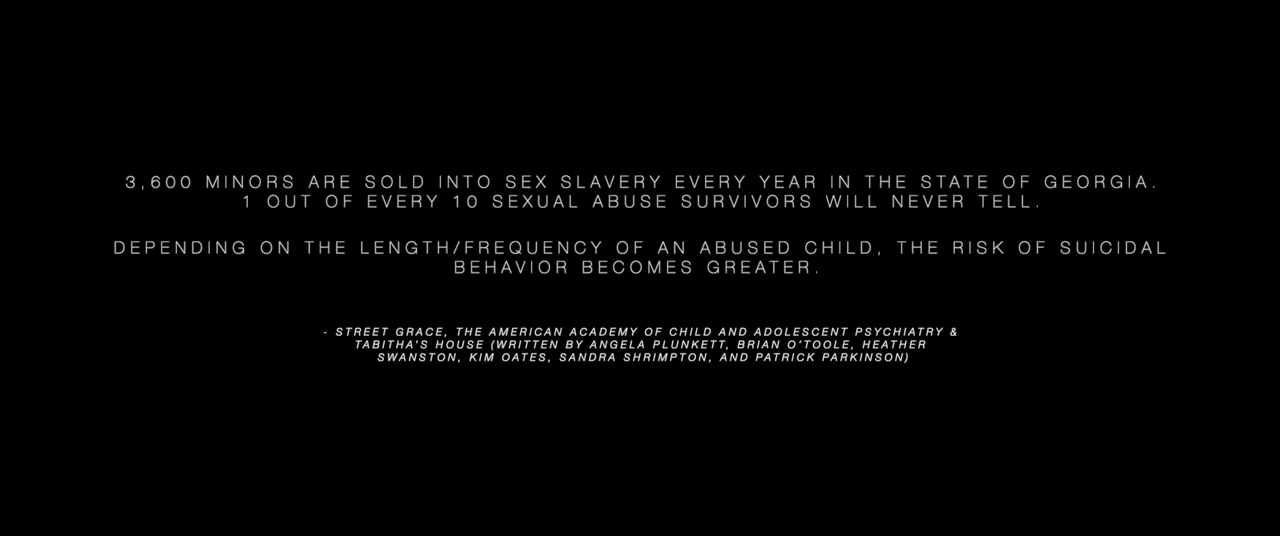 3,600 MINORS ARE SOLD INTO SEX SLAVERY EVERY YEAR IN THE STATE OF GEORGIA.
1 OUT OF EVERY 10 SEXUAL ABUSE SURVIVORS WILL NEVER TELL.
DEPENDING ON THE LENGTH/FREQUENCY OF AN ABUSED CHILD, THE RISK OF SUICIDAL
BEHAVIOR BECOMES GREATER.
- STREET GRACE, THE AMERICAN ACADEMY OF CHILD AND ADOLESCENT PSYCHIATRY &
TABITHA'S HOUSE (WRITTEN BY ANGELA PLUNKETT, BRIAN O'TOOLE, HEATHER
SWANSTON, KIM OATES, SANDRA SHRIMPTON, AND PATRICK PARKINSON)